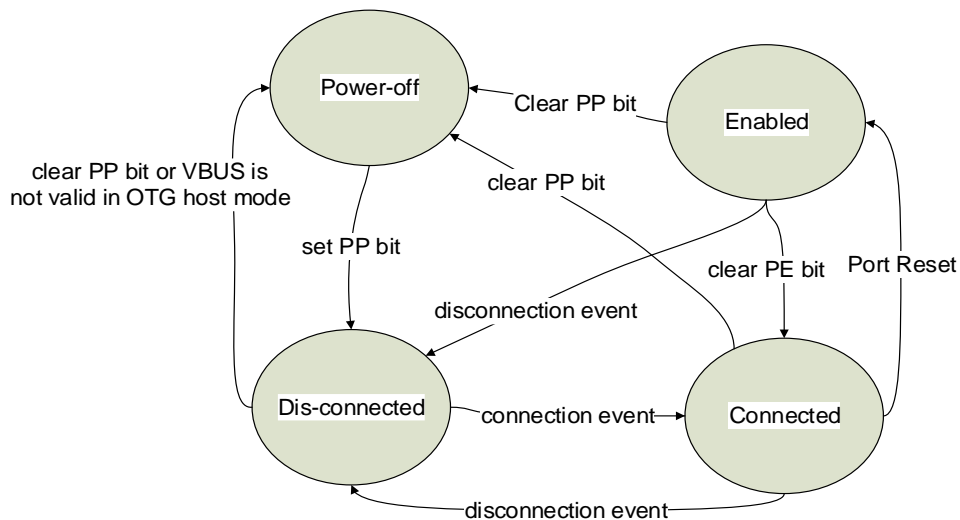 Power-off
Clear PP bit
Enabled
clear PP bit or VBUS is
not valid in OTG host mode
clear PP bit
set PP bit
clear PE bit
Port Reset
disconnection event
Dis-connected
connection event
Connected
disconnection event